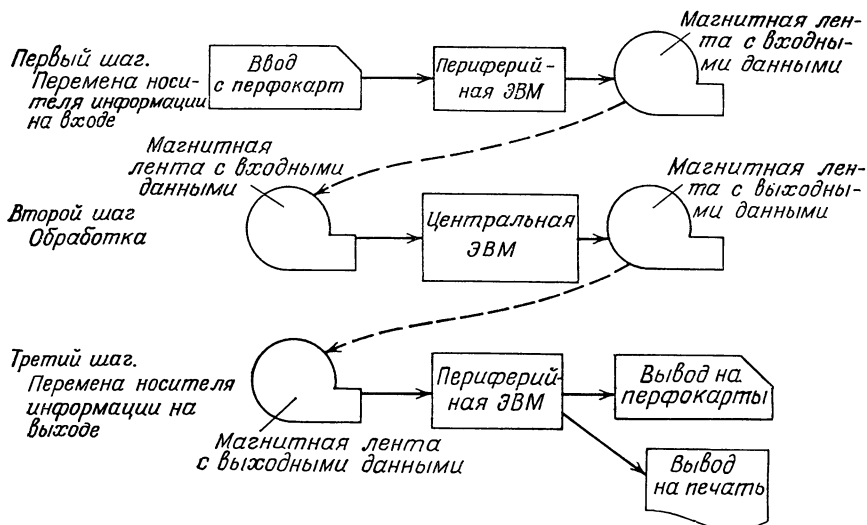 Первый шаг.
Перемена носи-
теля информации
на входе
Ввод
с перфокарт
Периферий-
ная ЭВМ
Магнитная лен-
та с входны-
ми данными
Магнитная
лента с входными
данными
Второй шаг
Обработка
Центральная
ЭВМ
Магнитная лен-
та с выходны-
ми данными
Третий шаг.
Перемена носителя
информации на
выходе
Магнитная лента
с выходными данными
Периферий-
ная ЭВМ
Вывод на
перфокарты
Вывод
на печать